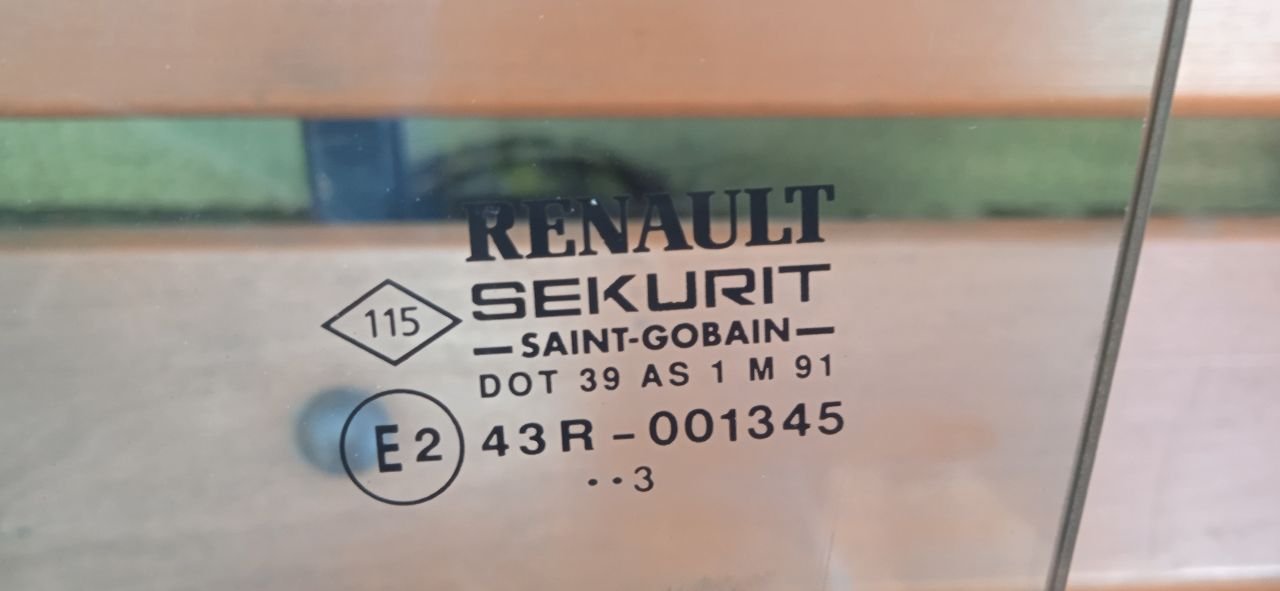 RENAULT
SEKURIT
115
—SAINT-GOBAIN—
DOT 39 AS 1 M 91
E2 43R-001345
··3